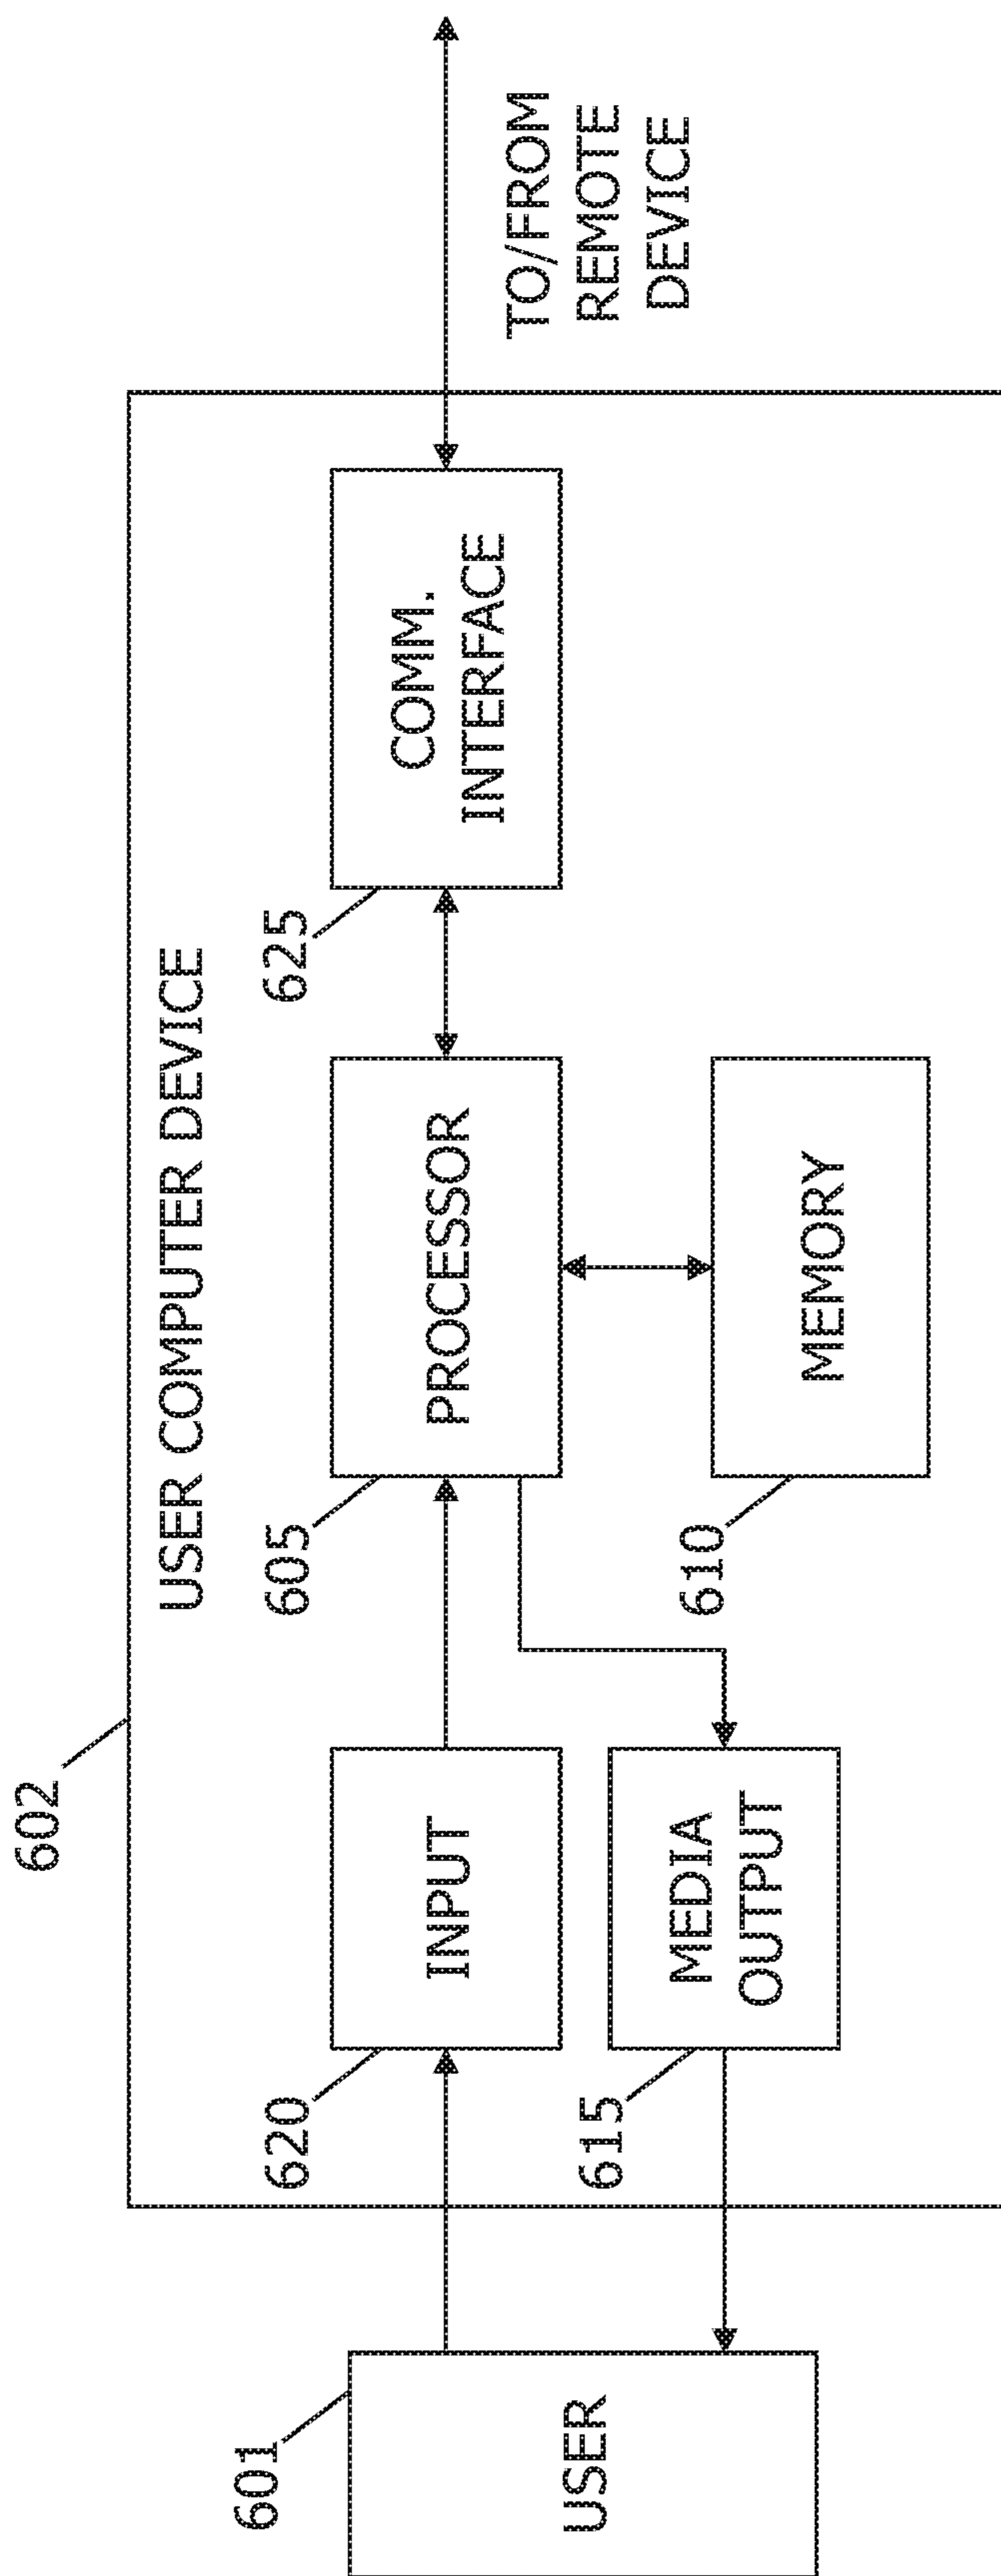 602
USER COMPUTER DEVICE
601
620
605
625
USER
INPUT
PROCESSOR
COMM.
INTERFACE
TO/FROM
REMOTE
DEVICE
615
610
MEDIA
OUTPUT
MEMORY